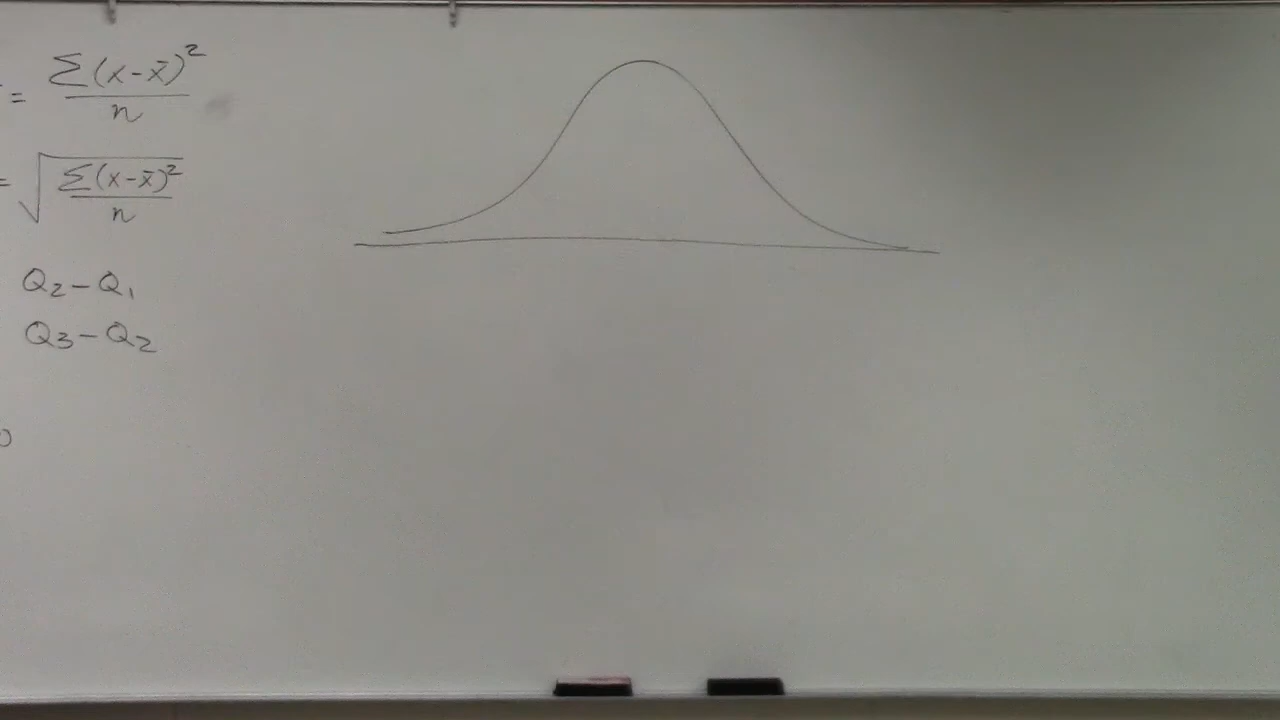 = Σ(x-x̄)² / n
= √(Σ(x-x̄)² / n)
Q₂-Q₁
Q₃-Q₂